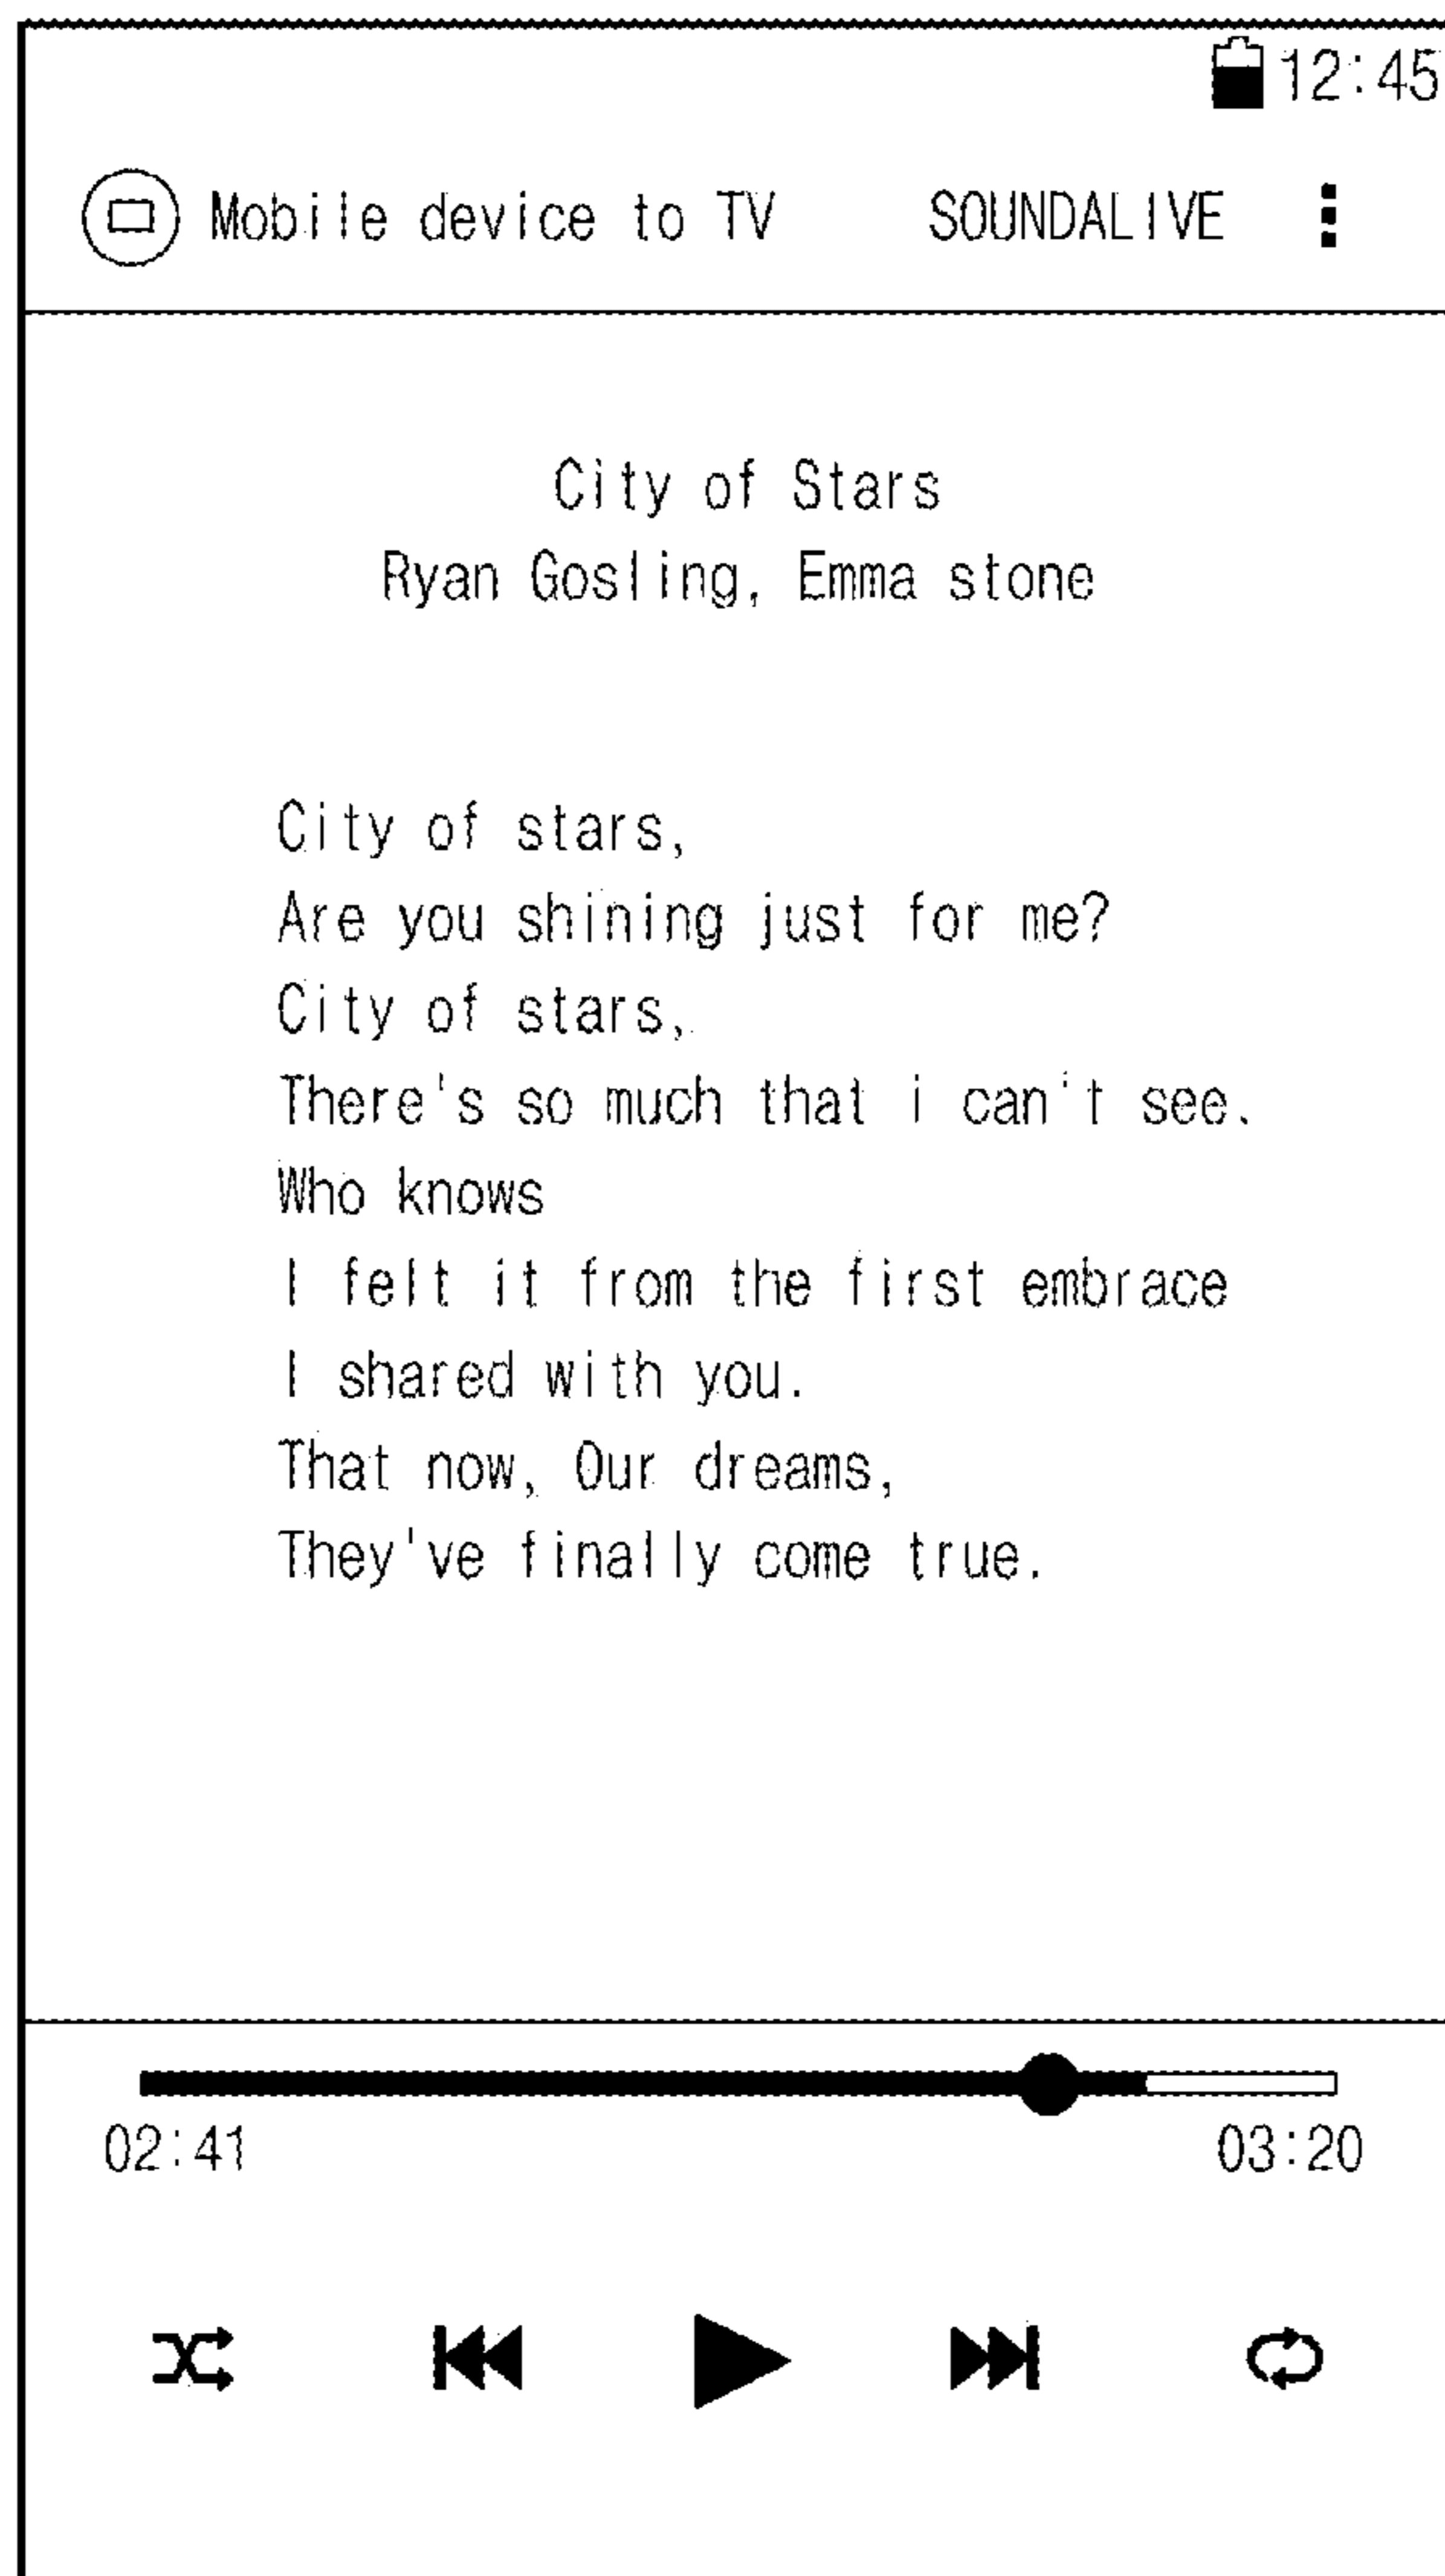 12:45
Mobile device to TV SOUNDALIVE
City of Stars
Ryan Gosling, Emma stone
City of stars,
Are you shining just for me?
City of stars,
There's so much that i can't see.
Who knows
I felt it from the first embrace
I shared with you.
That now, Our dreams,
They've finally come true.
02:41 03:20